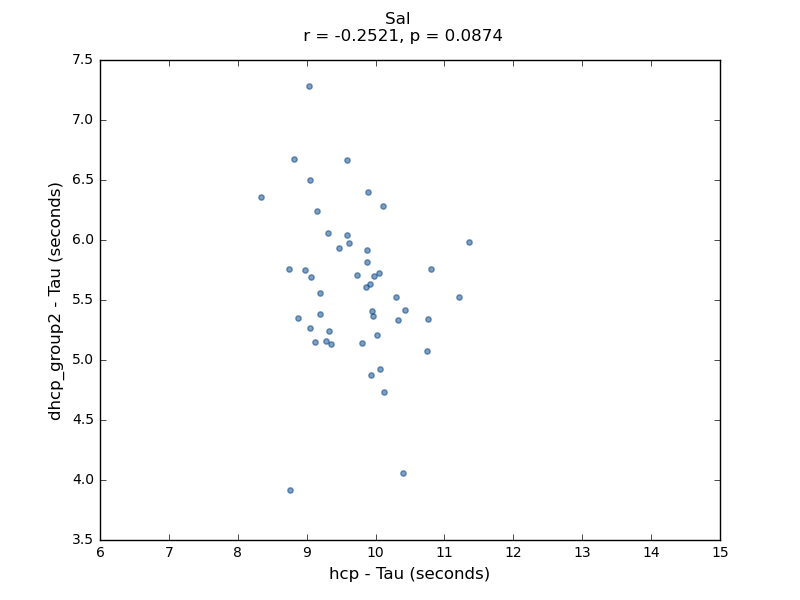 Sal
r = -0.2521, p = 0.0874
7.5
7.0
6.5
6.0
5.5
5.0
4.5
4.0
3.5
dhcp_group2 - Tau (seconds)
6 7 8 9 10 11 12 13 14 15
hcp - Tau (seconds)